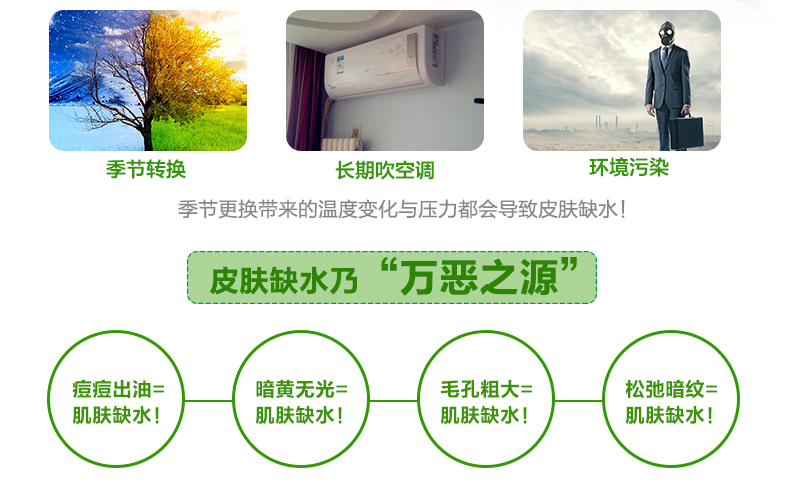 季节转换
长期吹空调
环境污染
季节更换带来的温度变化与压力都会导致皮肤缺水!
皮肤缺水乃“万恶之源”
痘痘出油=
肌肤缺水!
暗黄无光=
肌肤缺水!
毛孔粗大=
肌肤缺水!
松弛暗纹=
肌肤缺水!